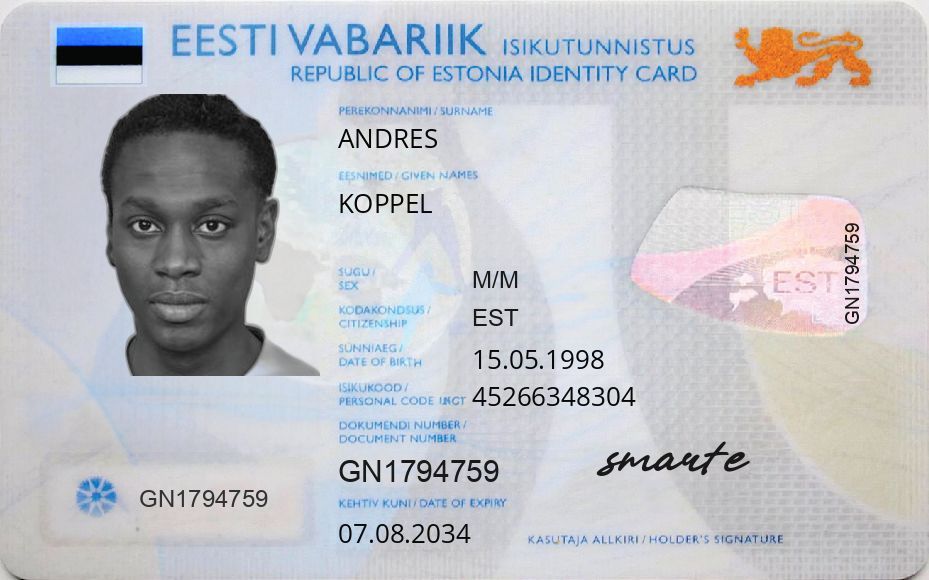 EESTI VABARIIK ISIKUTUNNISTUS
REPUBLIC OF ESTONIA IDENTITY CARD
PEREKONNANIMI / SURNAME
ANDRES
EESNIMED / GIVEN NAMES
KOPPEL
SUGU /
SEX
M/M
KODAKONDSUS /
CITIZENSHIP
EST
SÜNNIAEG /
DATE OF BIRTH
15.05.1998
ISIKUKOOD /
PERSONAL CODE
45266348304
DOKUMENDI NUMBER /
DOCUMENT NUMBER
GN1794759
KEHTIV KUNI / DATE OF EXPIRY
07.08.2034
GN1794759
EST
GN1794759
smaute
KASUTAJA ALLKIRI / HOLDER'S SIGNATURE